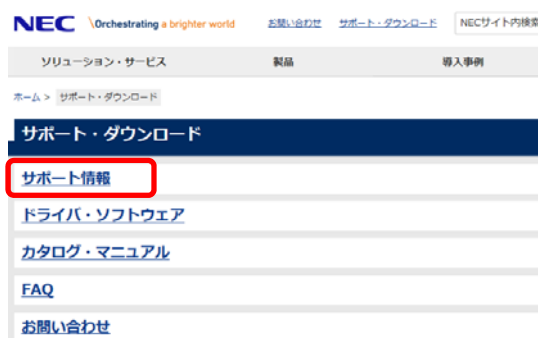 NEC \Orchestrating a brighter world お問い合わせ サポート・ダウンロード NECサイト内検索
ソリューション・サービス 製品 導入事例
ホーム > サポート・ダウンロード
サポート・ダウンロード
サポート情報
ドライバ・ソフトウェア
カタログ・マニュアル
FAQ
お問い合わせ